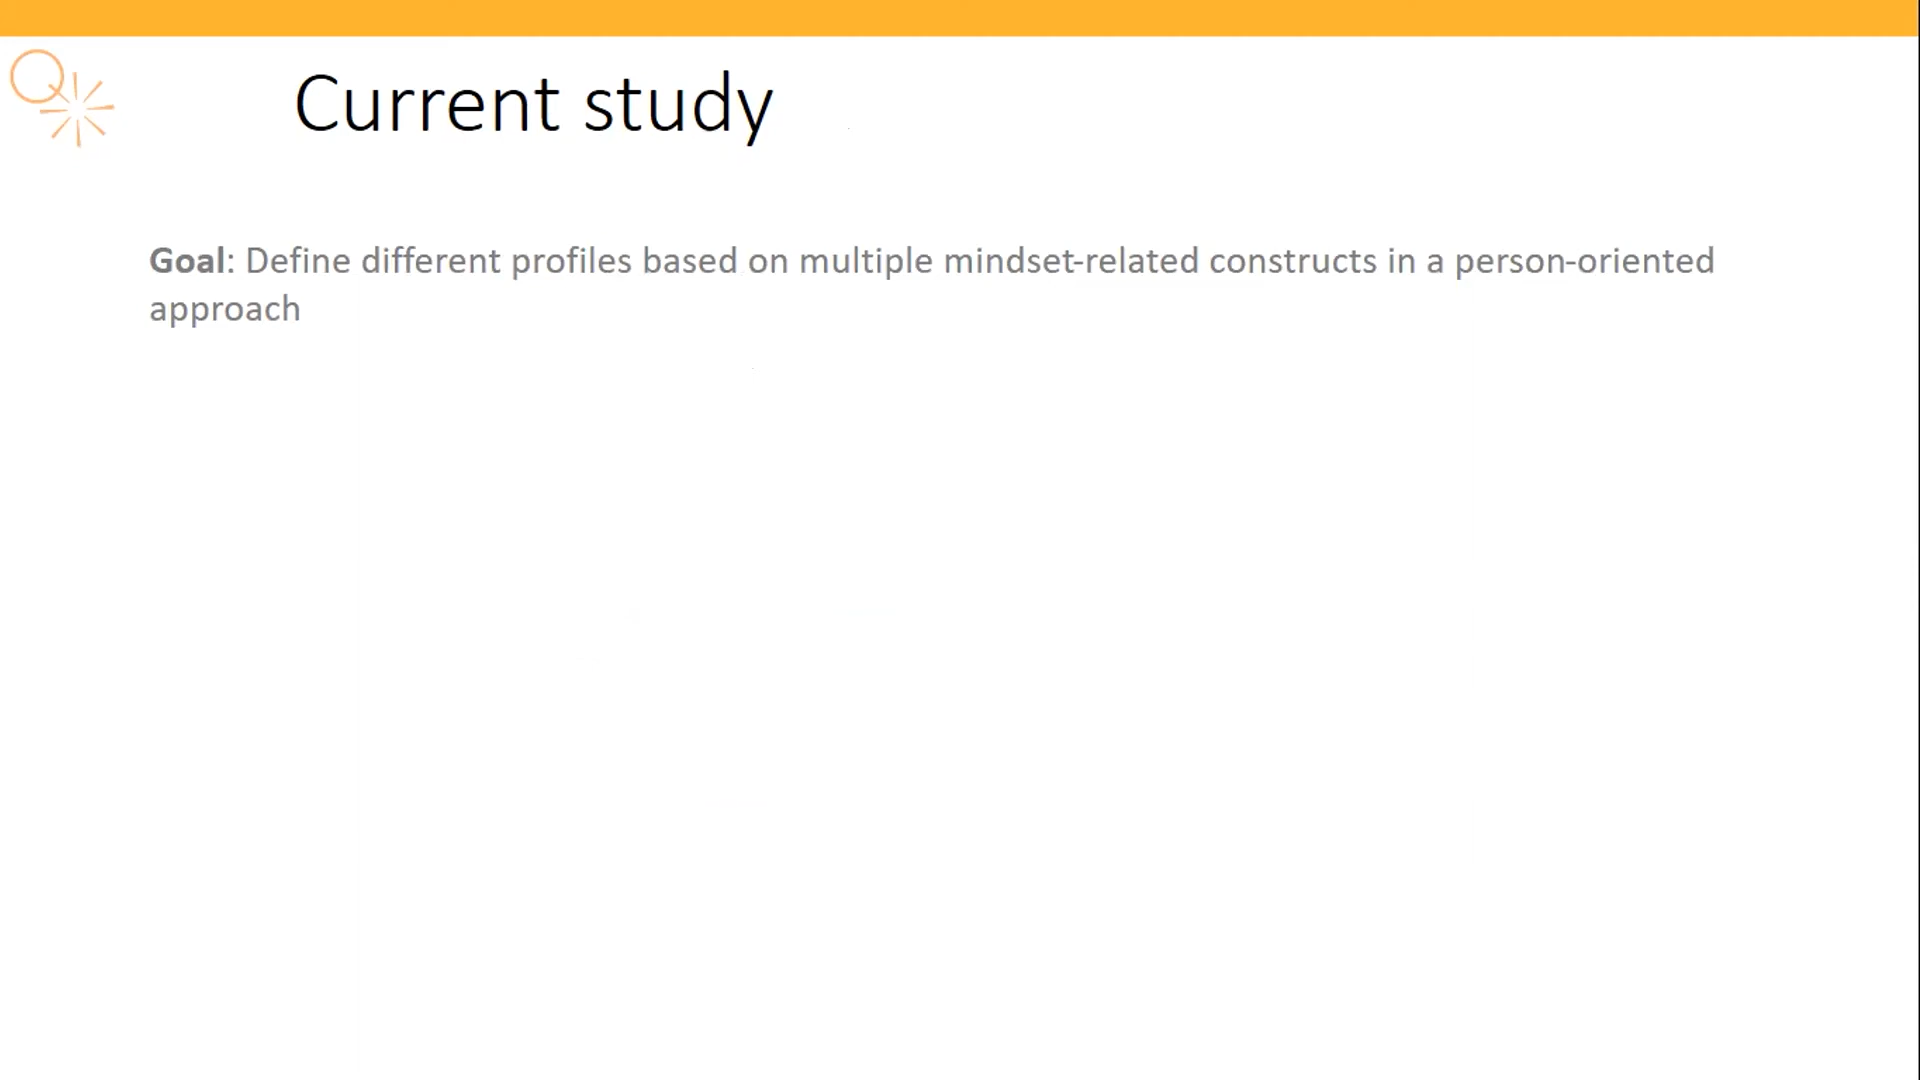 Current study
Goal: Define different profiles based on multiple mindset-related constructs in a person-oriented
approach